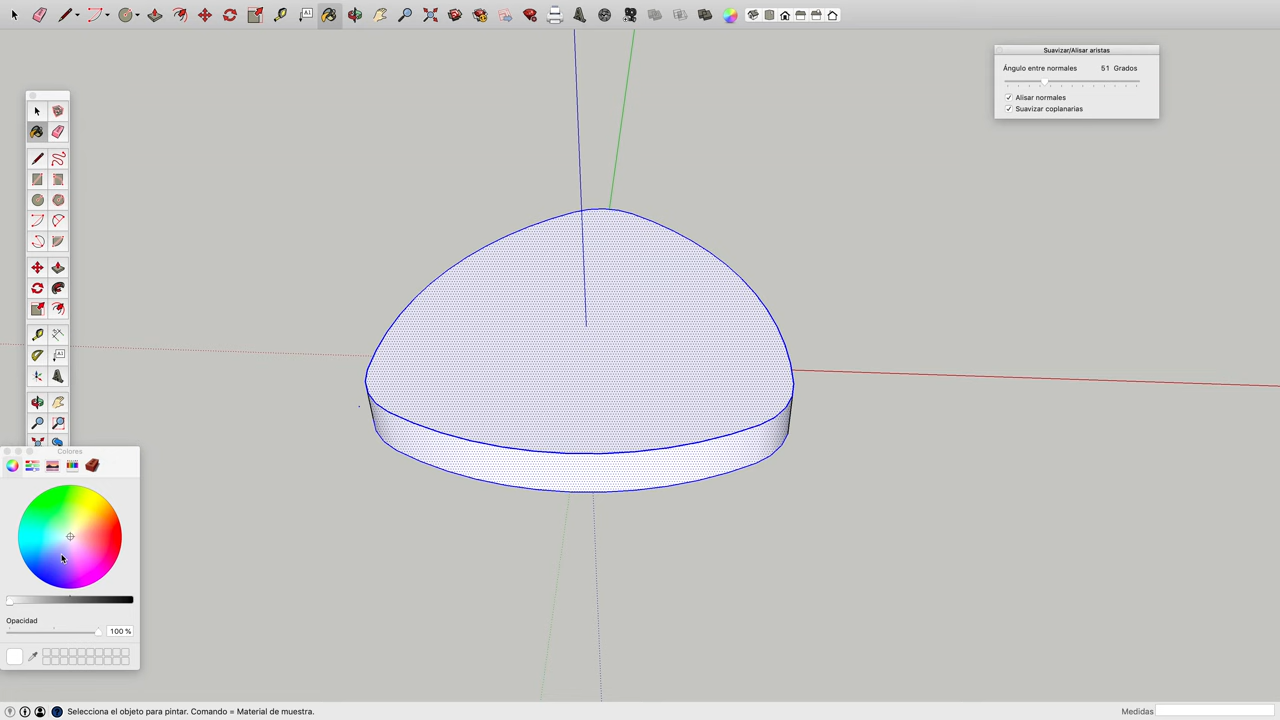 Suavizar/Alisar aristas
Ángulo entre normales 51 Grados
Alisar normales
Suavizar coplanarias
Colores
Opacidad
100 %
Selecciona el objeto para pintar. Comando = Material de muestra.
Medidas